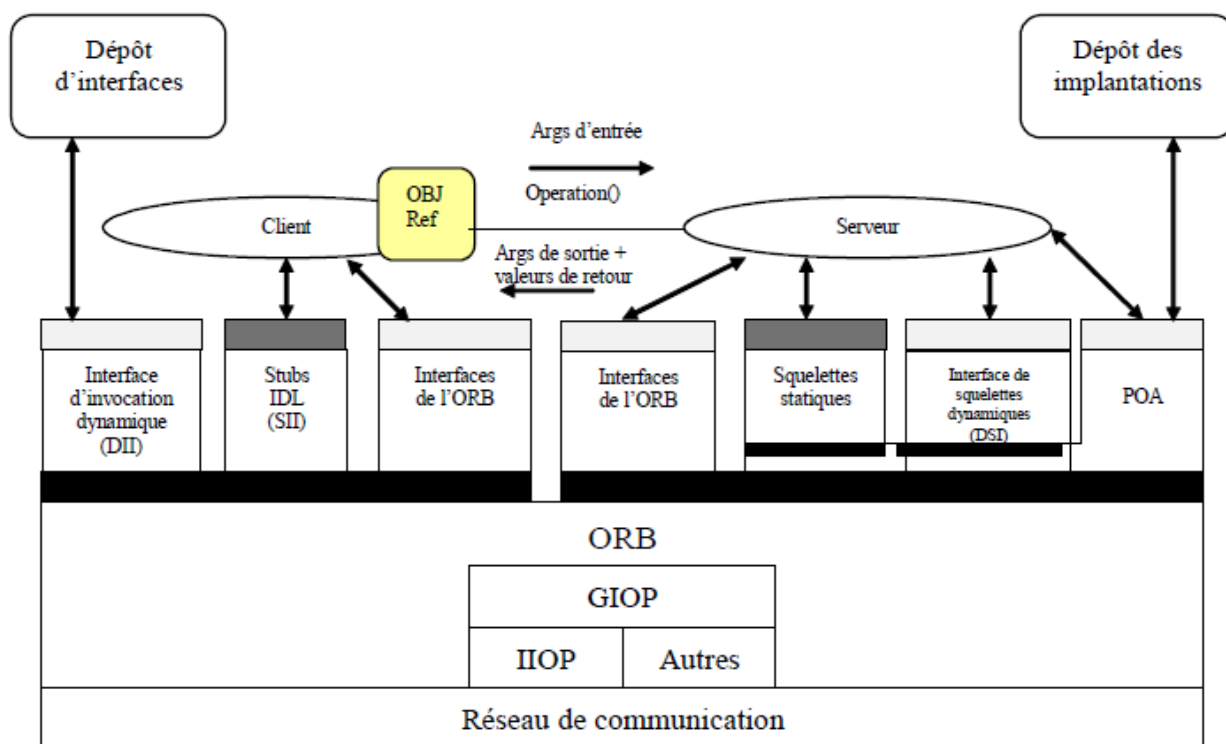 Dépôt
d'interfaces
Dépôt des
implantations
Args d'entrée
Operation()
OBJ
Ref
Client
Serveur
Args de sortie +
valeurs de retour
Interface
d'invocation
dynamique
(DII)
Stubs
IDL
(SII)
Interfaces
de l'ORB
Interfaces
de l'ORB
Squelettes
statiques
Interface de
squelettes
dynamiques
(DSI)
POA
ORB
GIOP
IIOP
Autres
Réseau de communication